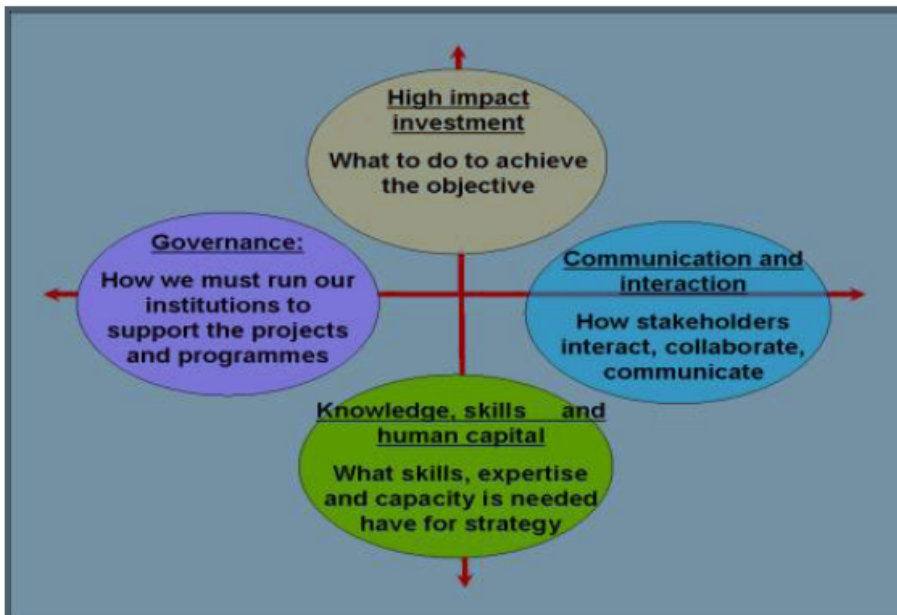 High impact
investment
What to do to achieve
the objective
Governance:
How we must run our
institutions to
support the projects
and programmes
Communication and
interaction
How stakeholders
interact, collaborate,
communicate
Knowledge, skills and
human capital
What skills, expertise
and capacity is needed
have for strategy